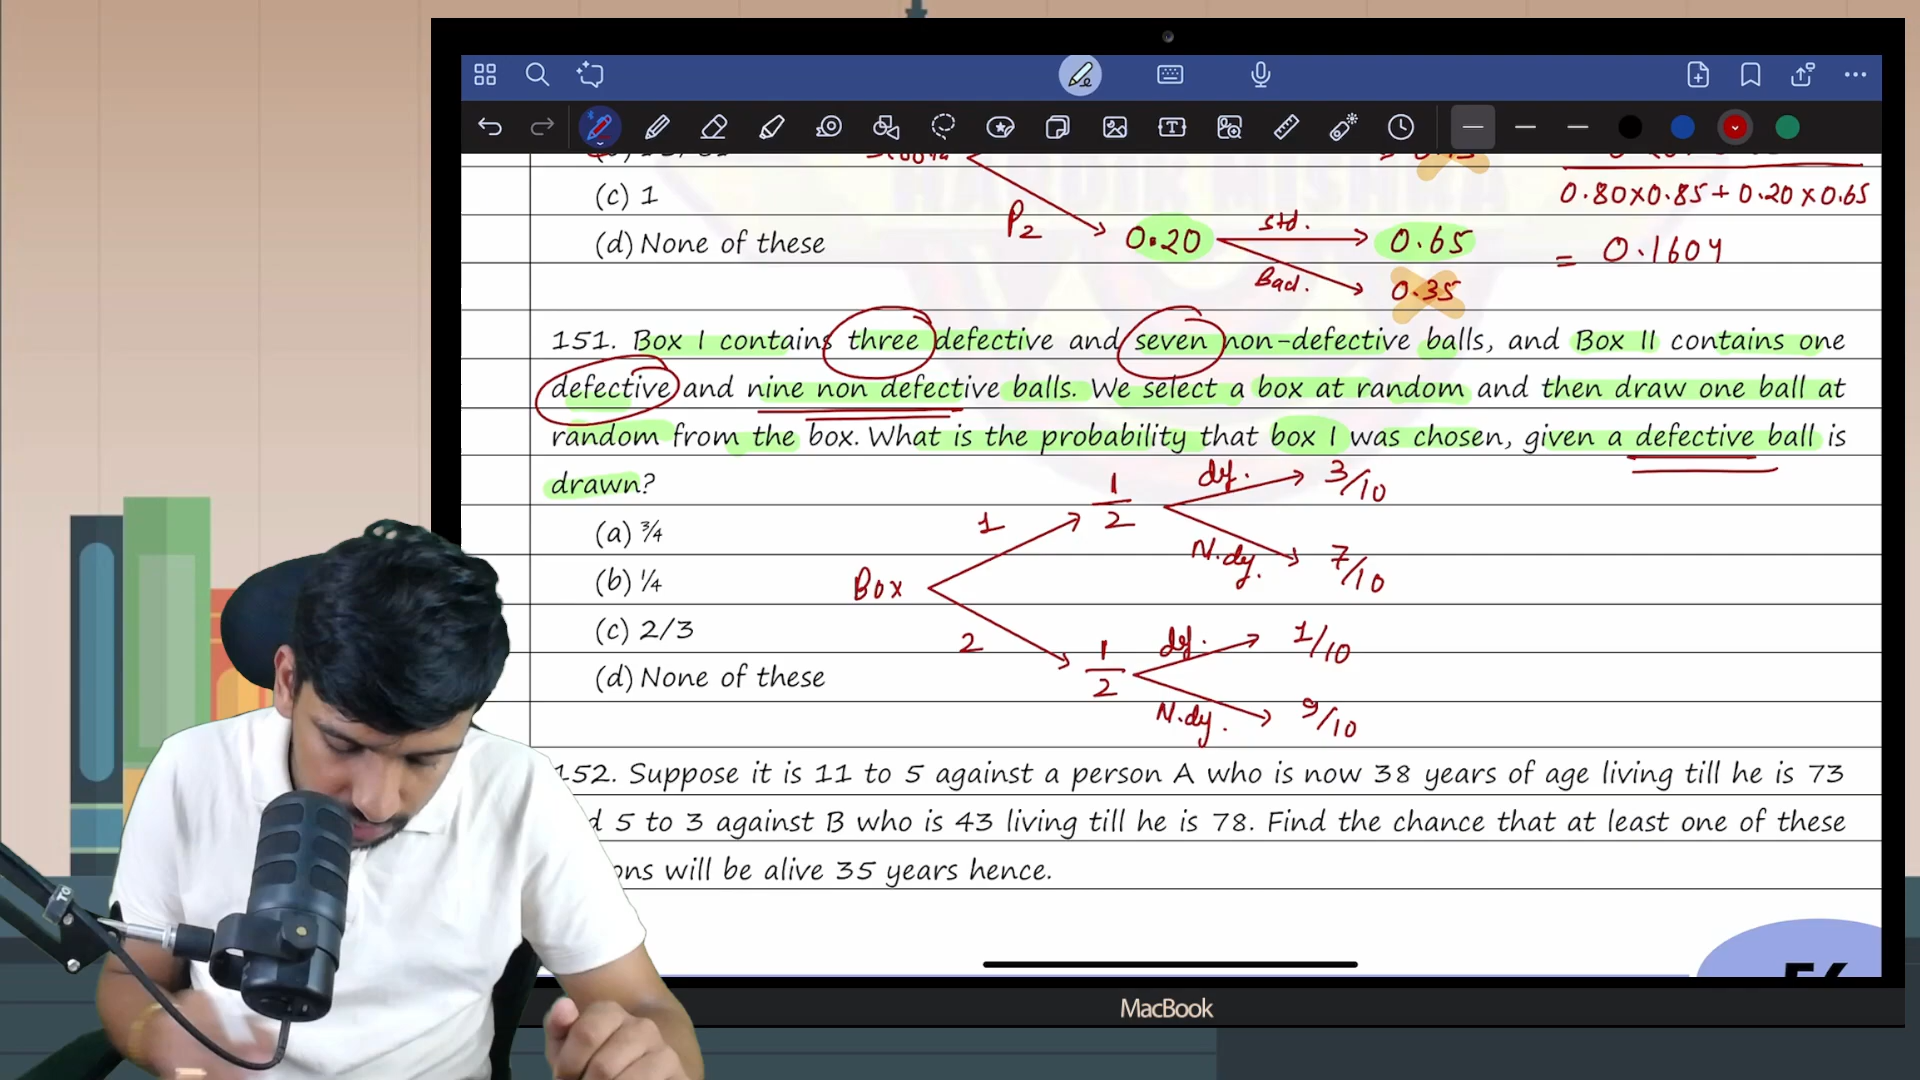 (c) 1
(d) None of these
P2
0.20
std.
0.65
Bad.
0.35
0.80×0.85 + 0.20×0.65
= 0.1604
151. Box I contains three defective and seven non-defective balls, and Box II contains one
defective and nine non defective balls. We select a box at random and then draw one ball at
random from the box. What is the probability that box I was chosen, given a defective ball is
drawn?
(a) ¾
(b) ¼
(c) 2/3
(d) None of these
Box
1
1/2
def.
3/10
N.def.
7/10
2
1/2
def.
1/10
N.def.
9/10
152. Suppose it is 11 to 5 against a person A who is now 38 years of age living till he is 73
5 to 3 against B who is 43 living till he is 78. Find the chance that at least one of these
will be alive 35 years hence.
MacBook